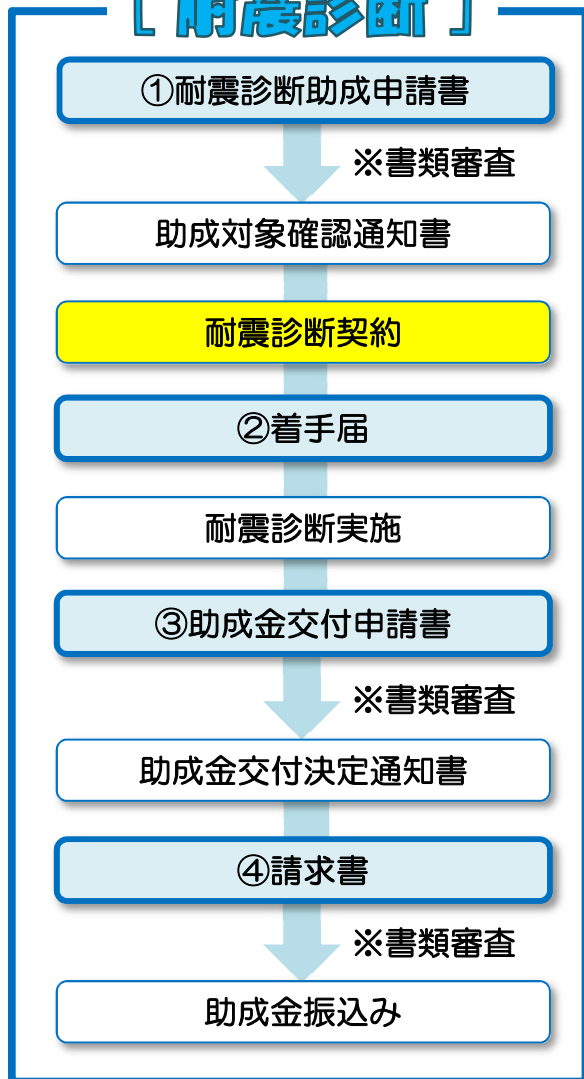 [耐震診断]
①耐震診断助成申請書
※書類審査
助成対象確認通知書
耐震診断契約
②着手届
耐震診断実施
③助成金交付申請書
※書類審査
助成金交付決定通知書
④請求書
※書類審査
助成金振込み